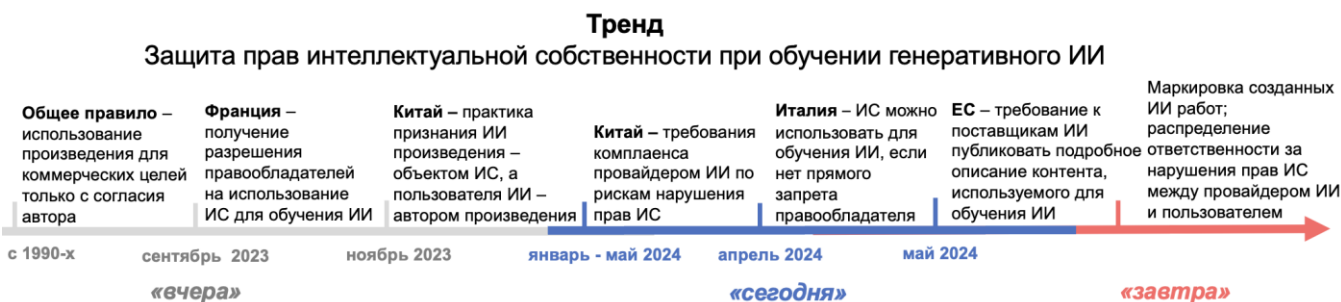 Тренд
Защита прав интеллектуальной собственности при обучении генеративного ИИ
Общее правило –
использование
произведения для
коммерческих целей
только с согласия
автора
Франция –
получение
разрешения
правообладателей
на использование
ИС для обучения ИИ
Китай – практика
признания ИИ
произведения –
объектом ИС, а
пользователя ИИ –
автором произведения
Китай – требования
комплаенса
провайдером ИИ по
рискам нарушения
прав ИС
Италия – ИС можно
использовать для
обучения ИИ, если
нет прямого
запрета
правообладателя
ЕС – требование к
поставщикам ИИ
публиковать подробное
описание контента,
используемого для
обучения ИИ
Маркировка созданных
ИИ работ;
распределение
ответственности за
нарушения прав ИС
между провайдером ИИ
и пользователем
с 1990-х
сентябрь 2023
ноябрь 2023
январь - май 2024
апрель 2024
май 2024
«вчера»
«сегодня»
«завтра»